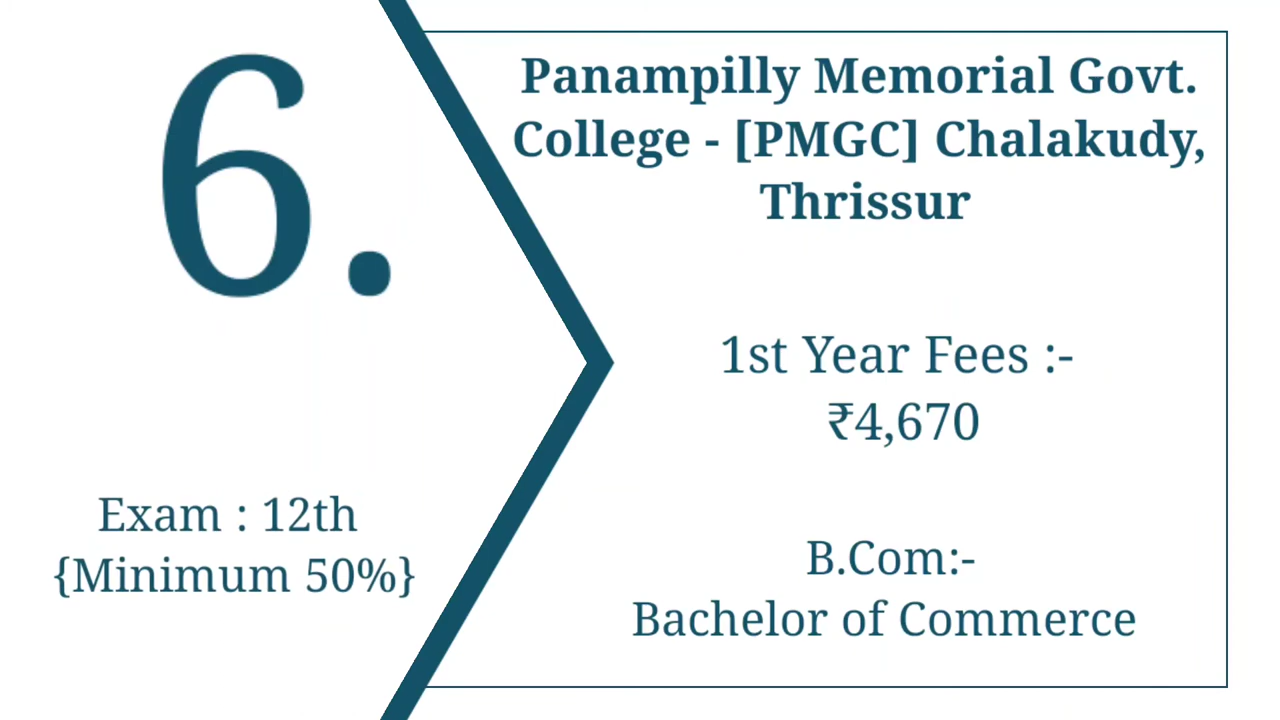 6.
Exam : 12th
{Minimum 50%}
Panampilly Memorial Govt.
College - [PMGC] Chalakudy,
Thrissur
1st Year Fees :-
₹4,670
B.Com:-
Bachelor of Commerce